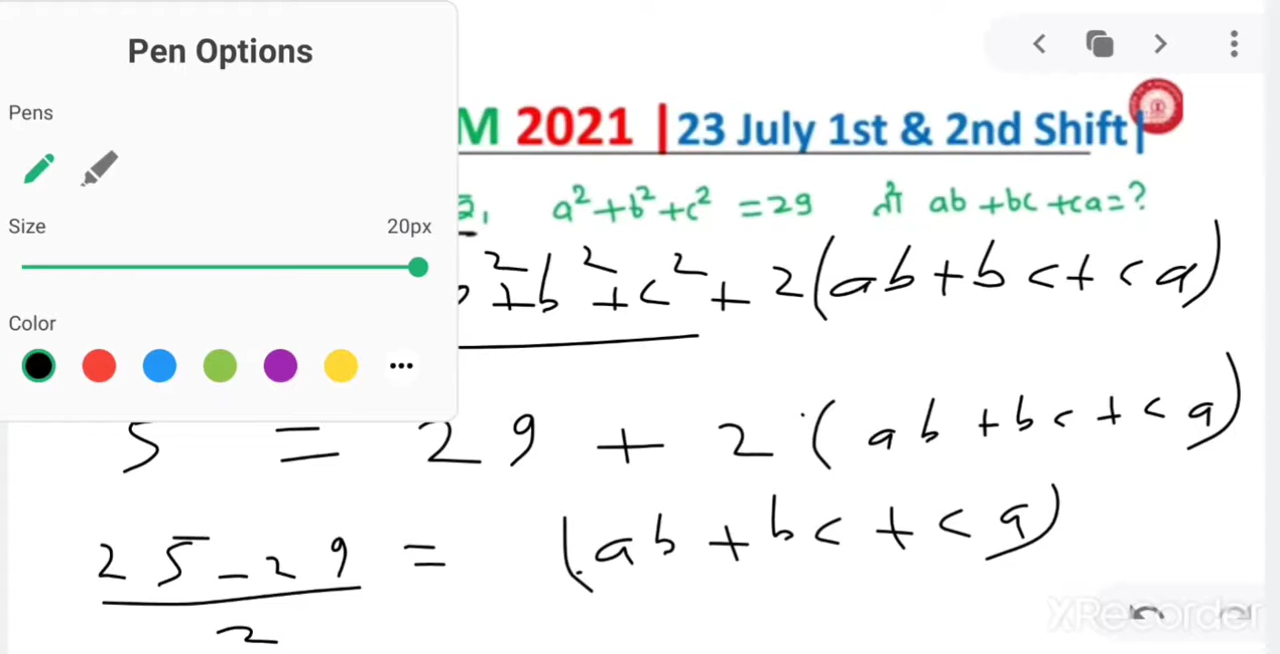 Pen Options
Pens
Size 20px
Color
M 2021 | 23 July 1st & 2nd Shift|
a²+b²+c² = 29 तो ab+bc+ca=?
²+b²+c²+2(ab+bc+ca)
5 = 29 + 2(ab+bc+ca)
25-29/2 = (ab+bc+ca)
XRecorder